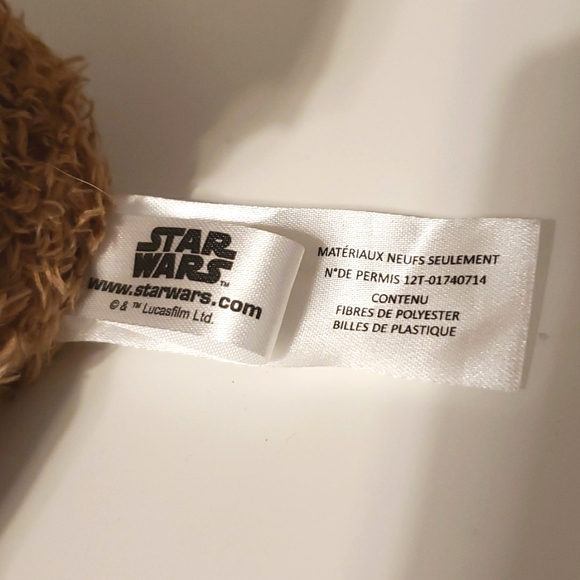 STAR
WARS™
www.starwars.com
© & ™ Lucasfilm Ltd.
MATÉRIAUX NEUFS SEULEMENT
N°DE PERMIS 12T-01740714
CONTENU
FIBRES DE POLYESTER
BILLES DE PLASTIQUE